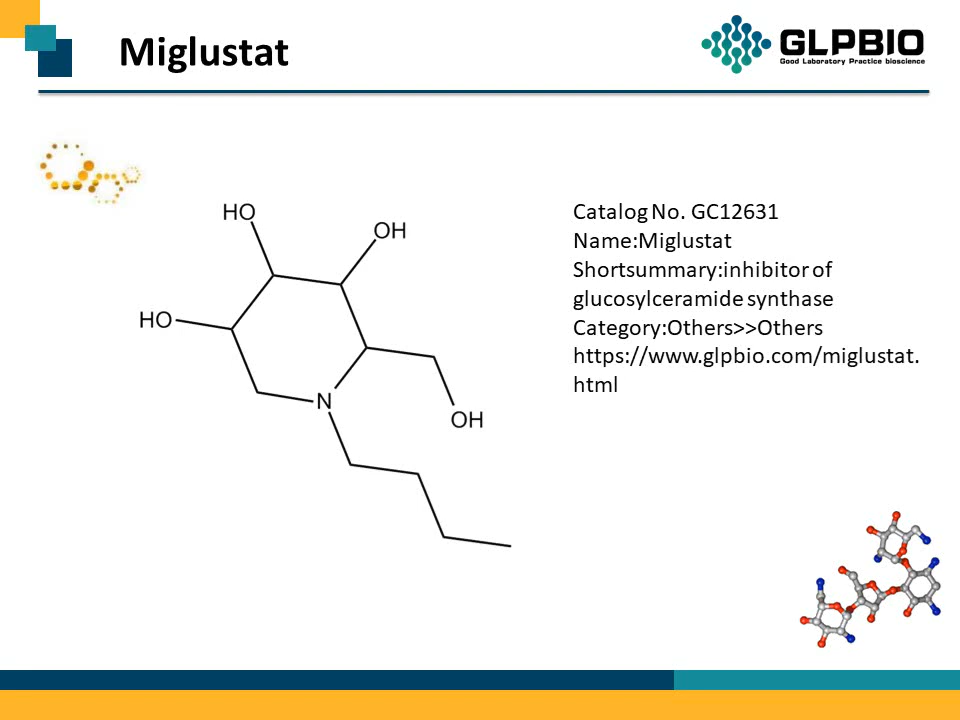 Miglustat
GLPBIO
Good Laboratory Practice bioscience
HO
OH
HO
N
OH
Catalog No. GC12631
Name:Miglustat
Shortsummary:inhibitor of
glucosylceramide synthase
Category:Others>>Others
https://www.glpbio.com/miglustat.
html